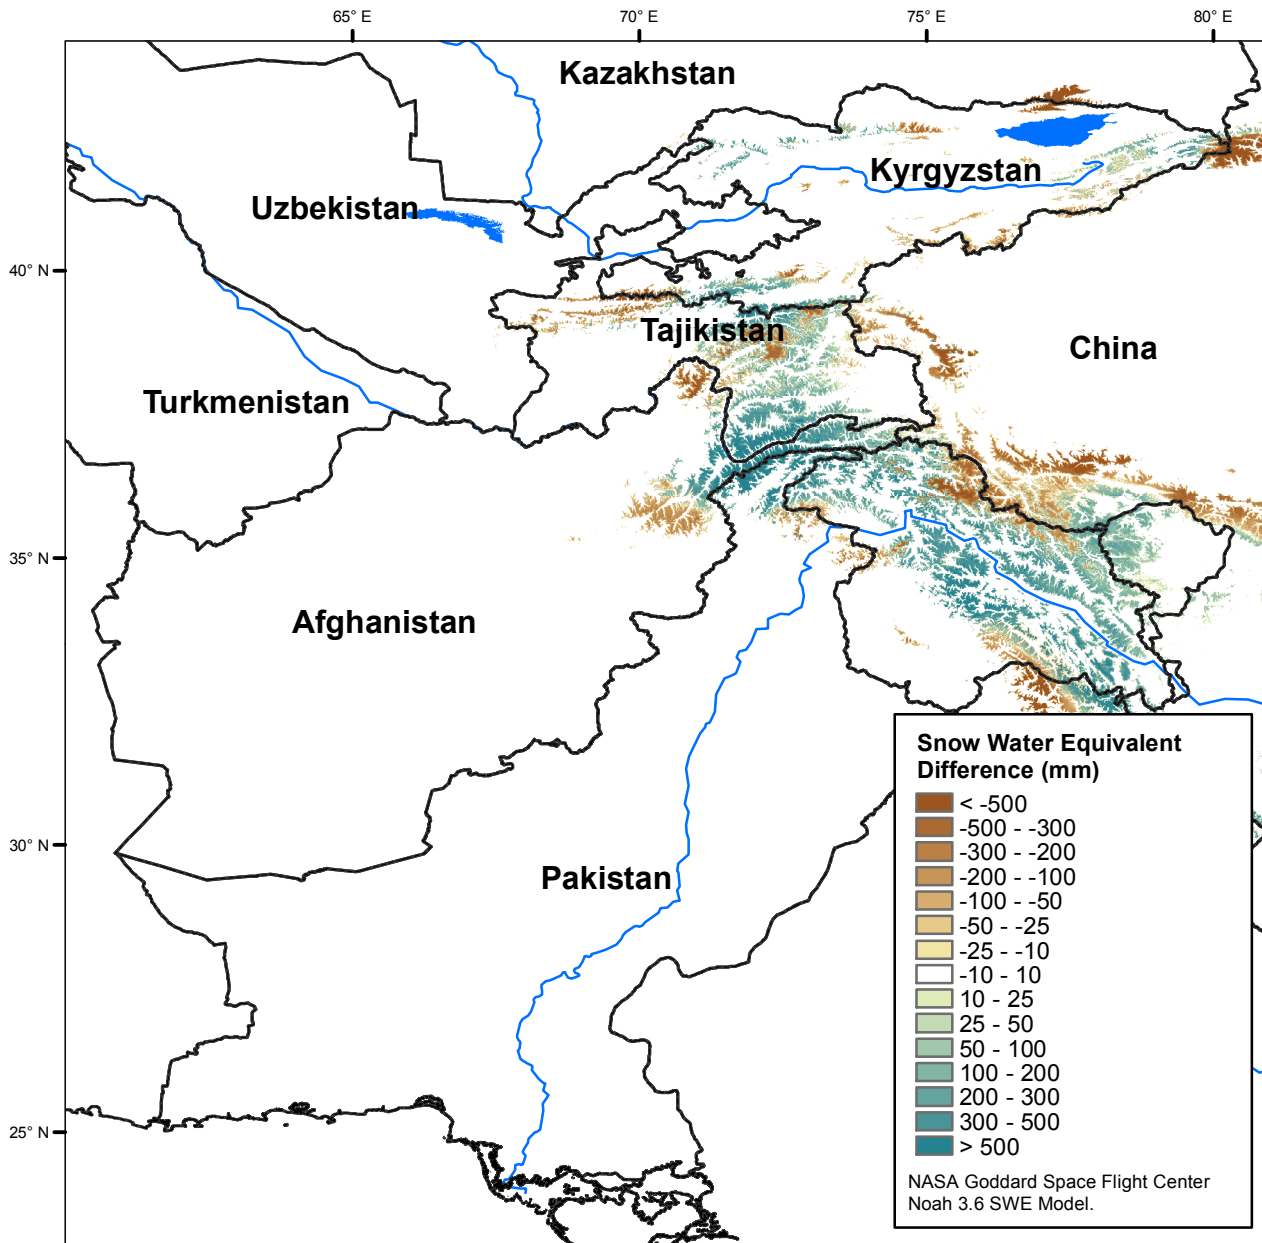 65° E
70° E
75° E
80° E
Kazakhstan
Kyrgyzstan
Uzbekistan
40° N
Tajikistan
China
Turkmenistan
35° N
Afghanistan
30° N
Pakistan
25° N
Snow Water Equivalent
Difference (mm)
< -500
-500 - -300
-300 - -200
-200 - -100
-100 - -50
-50 - -25
-25 - -10
-10 - 10
10 - 25
25 - 50
50 - 100
100 - 200
200 - 300
300 - 500
> 500
NASA Goddard Space Flight Center
Noah 3.6 SWE Model.